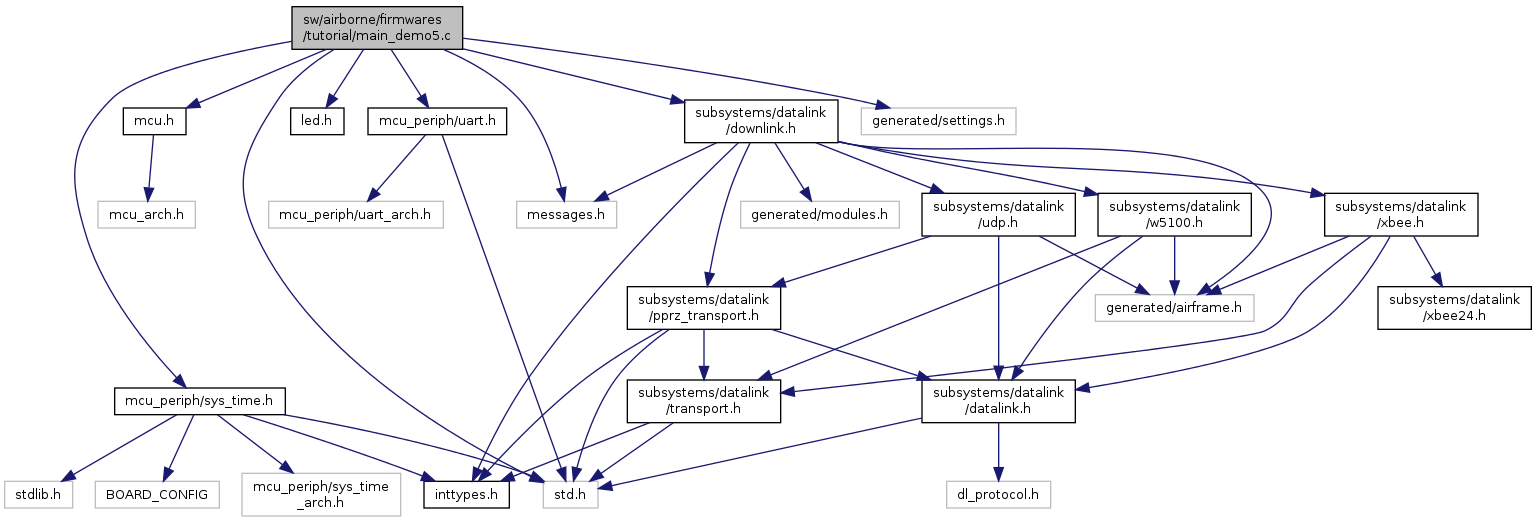 sw/airborne/firmwares
/tutorial/main_demo5.c
mcu.h
led.h
mcu_periph/uart.h
subsystems/datalink
/downlink.h
generated/settings.h
mcu_arch.h
mcu_periph/uart_arch.h
messages.h
generated/modules.h
subsystems/datalink
/udp.h
subsystems/datalink
/w5100.h
subsystems/datalink
/xbee.h
subsystems/datalink
/pprz_transport.h
generated/airframe.h
subsystems/datalink
/xbee24.h
mcu_periph/sys_time.h
subsystems/datalink
/transport.h
subsystems/datalink
/datalink.h
stdlib.h
BOARD_CONFIG
mcu_periph/sys_time
_arch.h
inttypes.h
std.h
dl_protocol.h